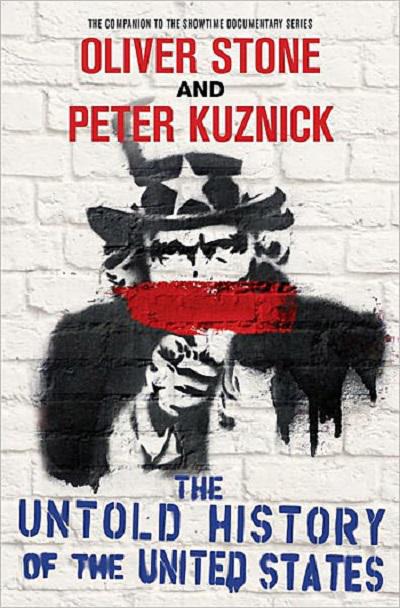 THE COMPANION TO THE SHOWTIME DOCUMENTARY SERIES
OLIVER STONE
AND
PETER KUZNICK
THE
UNTOLD HISTORY
OF THE UNITED STATES